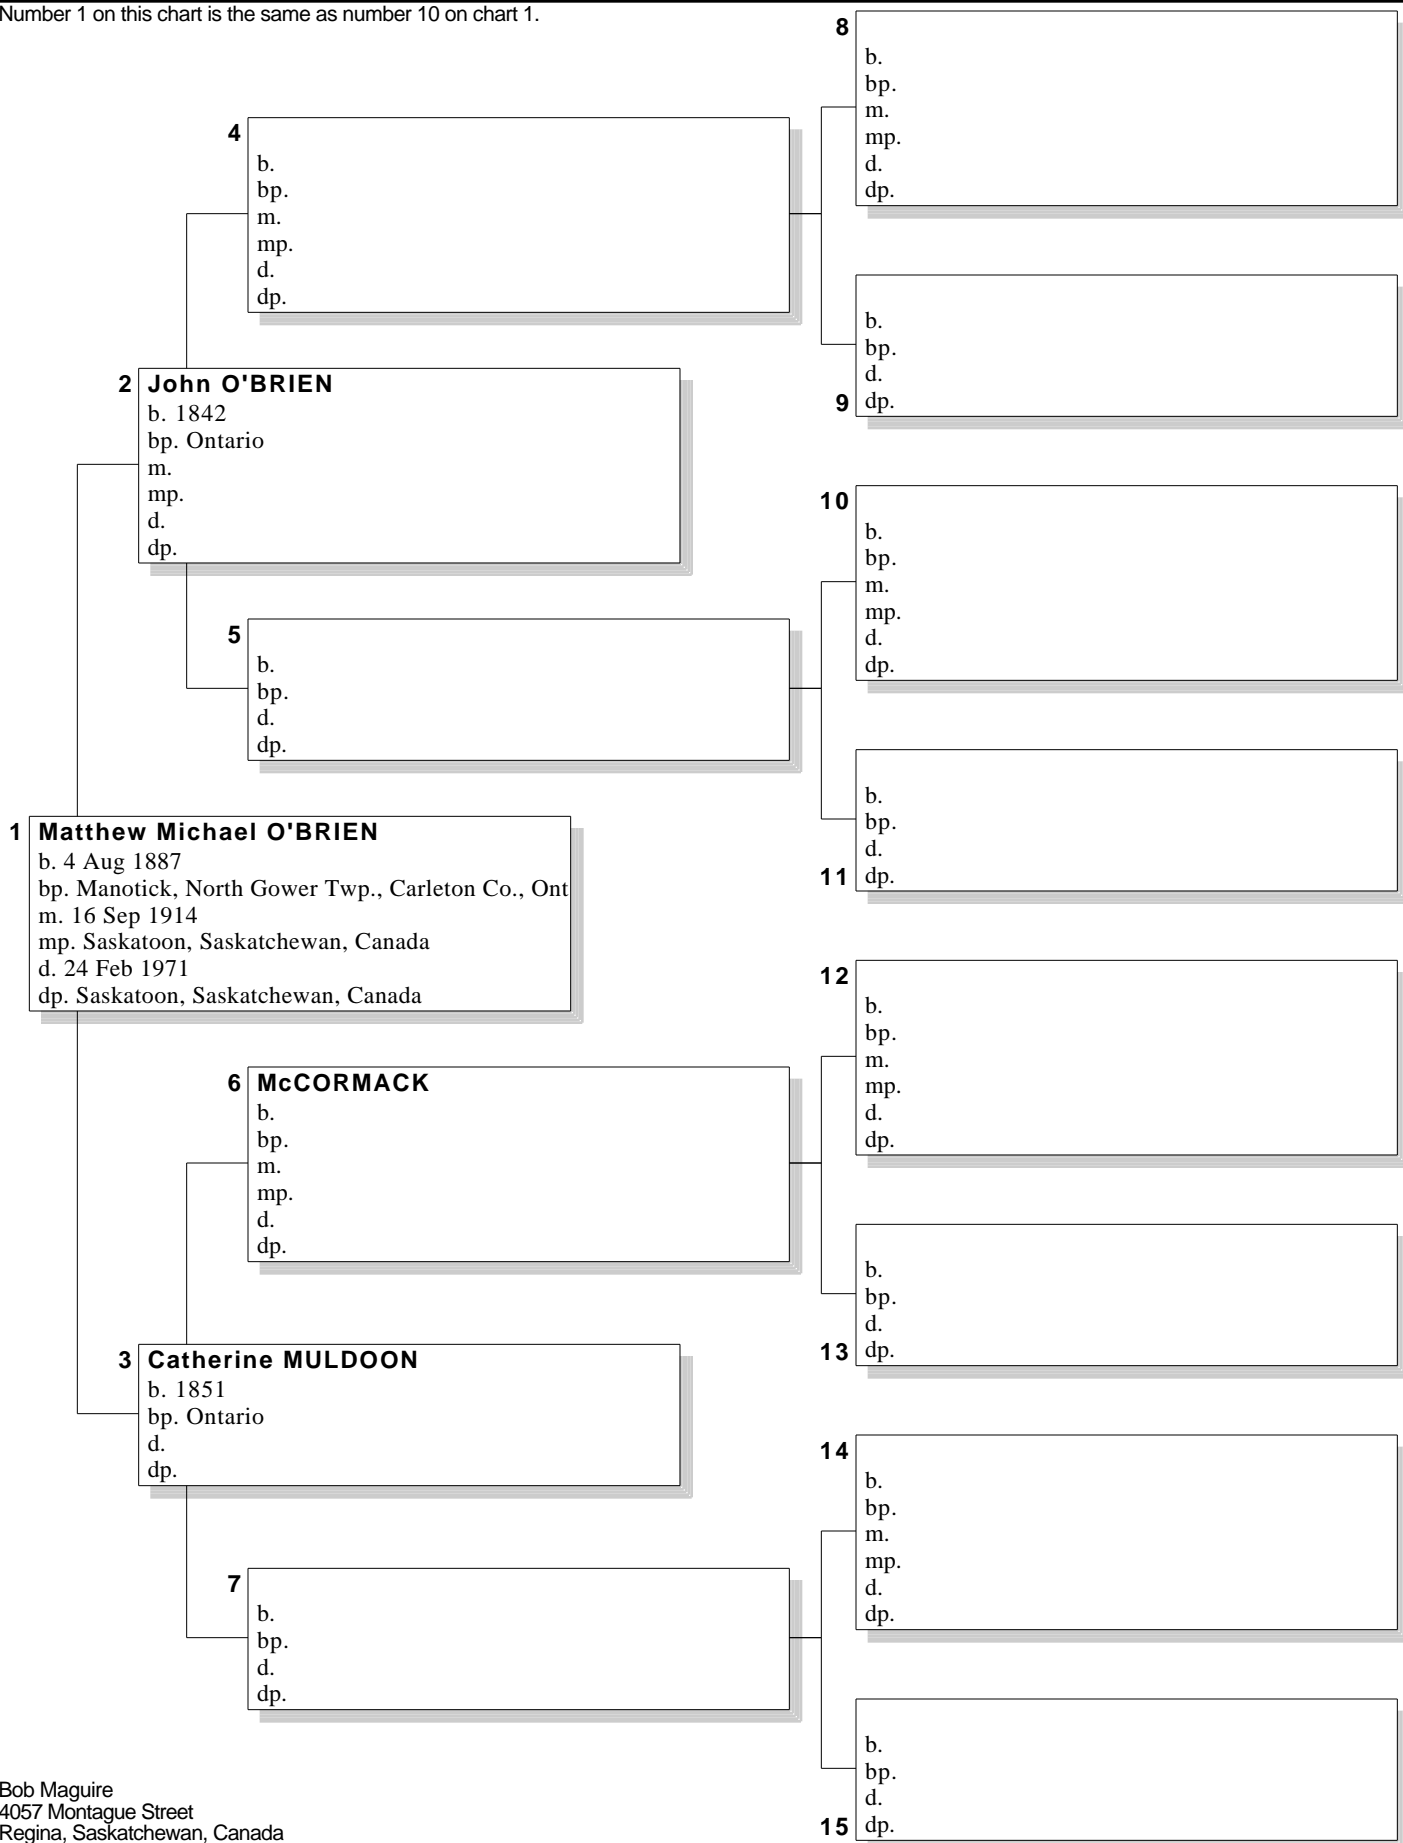 Number 1 on this chart is the same as number 10 on chart 1.
8
b.
bp.
m.
mp.
d.
dp.
4
b.
bp.
m.
mp.
d.
dp.
b.
bp.
d.
9 dp.
2 John O'BRIEN
b. 1842
bp. Ontario
m.
mp.
d.
dp.
10
b.
bp.
m.
mp.
d.
dp.
5
b.
bp.
d.
dp.
b.
bp.
d.
11 dp.
1 Matthew Michael O'BRIEN
b. 4 Aug 1887
bp. Manotick, North Gower Twp., Carleton Co., Ont
m. 16 Sep 1914
mp. Saskatoon, Saskatchewan, Canada
d. 24 Feb 1971
dp. Saskatoon, Saskatchewan, Canada
12
b.
bp.
m.
mp.
d.
dp.
6 McCORMACK
b.
bp.
m.
mp.
d.
dp.
b.
bp.
d.
13 dp.
3 Catherine MULDOON
b. 1851
bp. Ontario
d.
dp.
14
b.
bp.
m.
mp.
d.
dp.
7
b.
bp.
d.
dp.
b.
bp.
d.
15 dp.
Bob Maguire
4057 Montague Street
Regina, Saskatchewan, Canada